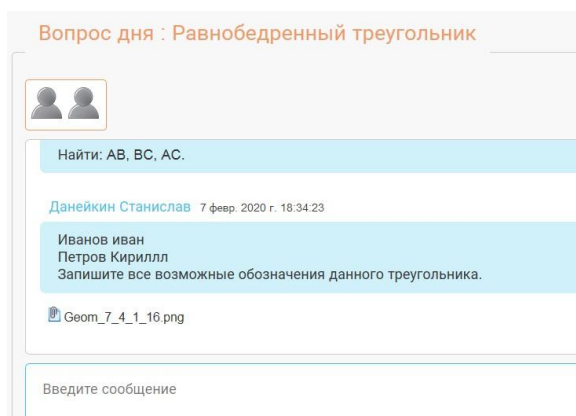 Вопрос дня : Равнобедренный треугольник
Найти: AB, BC, AC.
Данейкин Станислав 7 февр. 2020 г. 18:34:23
Иванов иван
Петров Кириллл
Запишите все возможные обозначения данного треугольника.
Geom_7_4_1_16.png
Введите сообщение